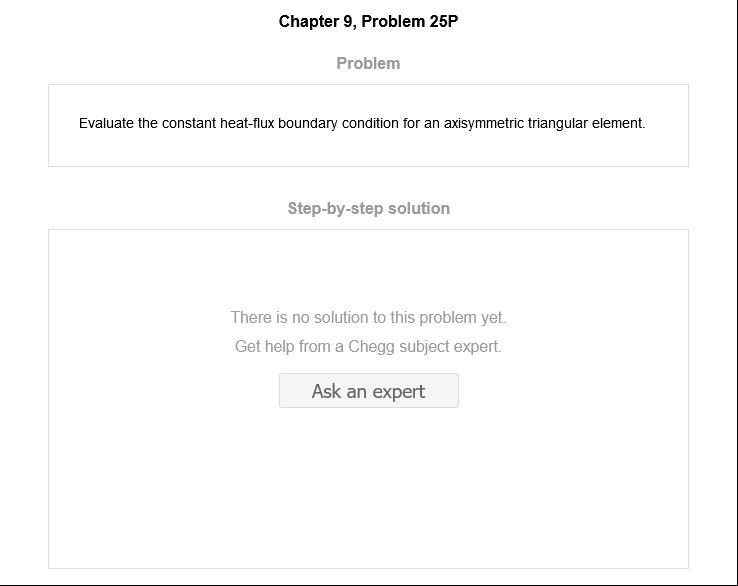 Chapter 9, Problem 25P
Problem
Evaluate the constant heat-flux boundary condition for an axisymmetric triangular element.
Step-by-step solution
There is no solution to this problem yet.
Get help from a Chegg subject expert.
Ask an expert